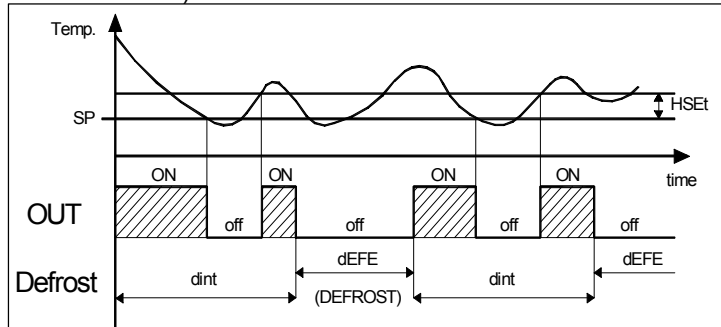 Temp.
HSEt
SP
time
ON ON ON ON
OUT
off off off off
Defrost
dint dEFE dint dEFE
(DEFROST)